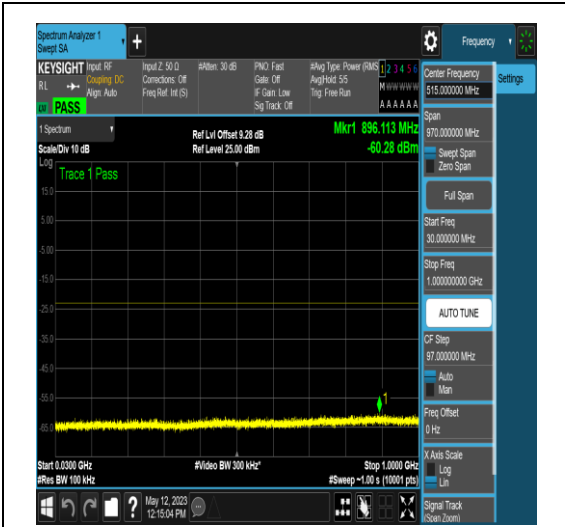 Spectrum Analyzer 1
Swept SA
Frequency
KEYSIGHT
RL
PASS
Input: RF
Coupling: DC
Align: Auto
Input Z: 50 Ω
Corrections: Off
Freq Ref: Int (S)
#Atten: 30 dB
PNO: Fast
Gate: Off
IF Gain: Low
Sig Track: Off
#Avg Type: Power (RMS
Avg|Hold: 5/5
Trig: Free Run
1 2 3 4 5 6
M W W W W W
A A A A A A
1 Spectrum
Scale/Div 10 dB
Ref Lvl Offset 9.28 dB
Ref Level 25.00 dBm
Mkr1 896.113 MHz
-60.28 dBm
Log
Trace 1 Pass
15.0
5.00
-5.00
-15.0
-25.0
-35.0
-45.0
-55.0
-65.0
1
Start 0.0300 GHz
#Res BW 100 kHz
#Video BW 300 kHz*
Stop 1.0000 GHz
#Sweep ~1.00 s (10001 pts)
May 12, 2023
12:15:04 PM
Center Frequency
515.000000 MHz
Settings
Span
970.000000 MHz
Swept Span
Zero Span
Full Span
Start Freq
30.000000 MHz
Stop Freq
1.000000000 GHz
AUTO TUNE
CF Step
97.000000 MHz
Auto
Man
Freq Offset
0 Hz
X Axis Scale
Log
Lin
Signal Track
(Span Zoom)